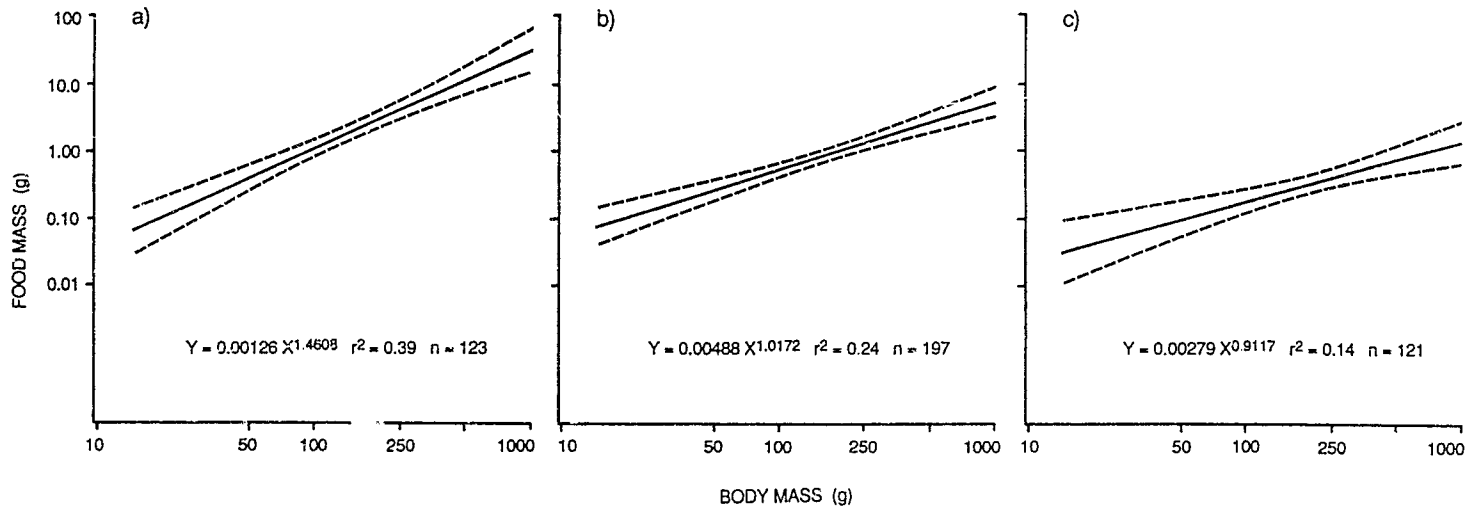 a)
b)
c)
100
10.0
1.00
0.10
0.01
FOOD MASS (g)
Y = 0.00126 X1.4608 r2 = 0.39 n = 123
Y = 0.00488 X1.0172 r2 = 0.24 n = 197
Y = 0.00279 X0.9117 r2 = 0.14 n = 121
10 50 100 250 1000
10 50 100 250 1000
10 50 100 250 1000
BODY MASS (g)